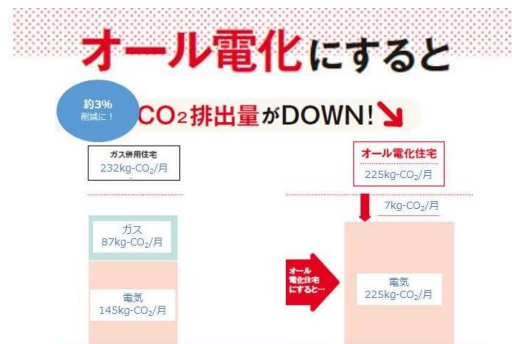 オール電化にすると
約3%
削減に！
CO₂排出量がDOWN!
ガス併用住宅
232kg-CO₂/月
オール電化住宅
225kg-CO₂/月
7kg-CO₂/月
ガス
87kg-CO₂/月
オール
電化住宅
にすると…
電気
145kg-CO₂/月
電気
225kg-CO₂/月